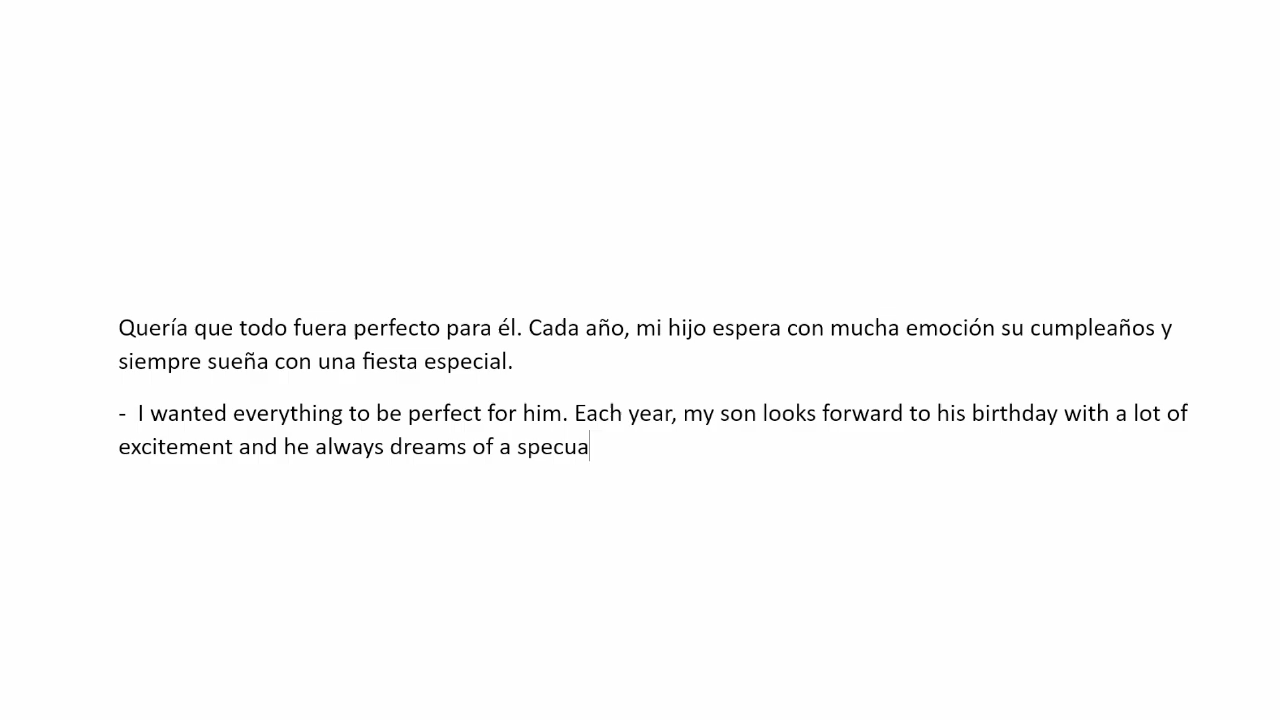 Quería que todo fuera perfecto para él. Cada año, mi hijo espera con mucha emoción su cumpleaños y
siempre sueña con una fiesta especial.
- I wanted everything to be perfect for him. Each year, my son looks forward to his birthday with a lot of
excitement and he always dreams of a specua